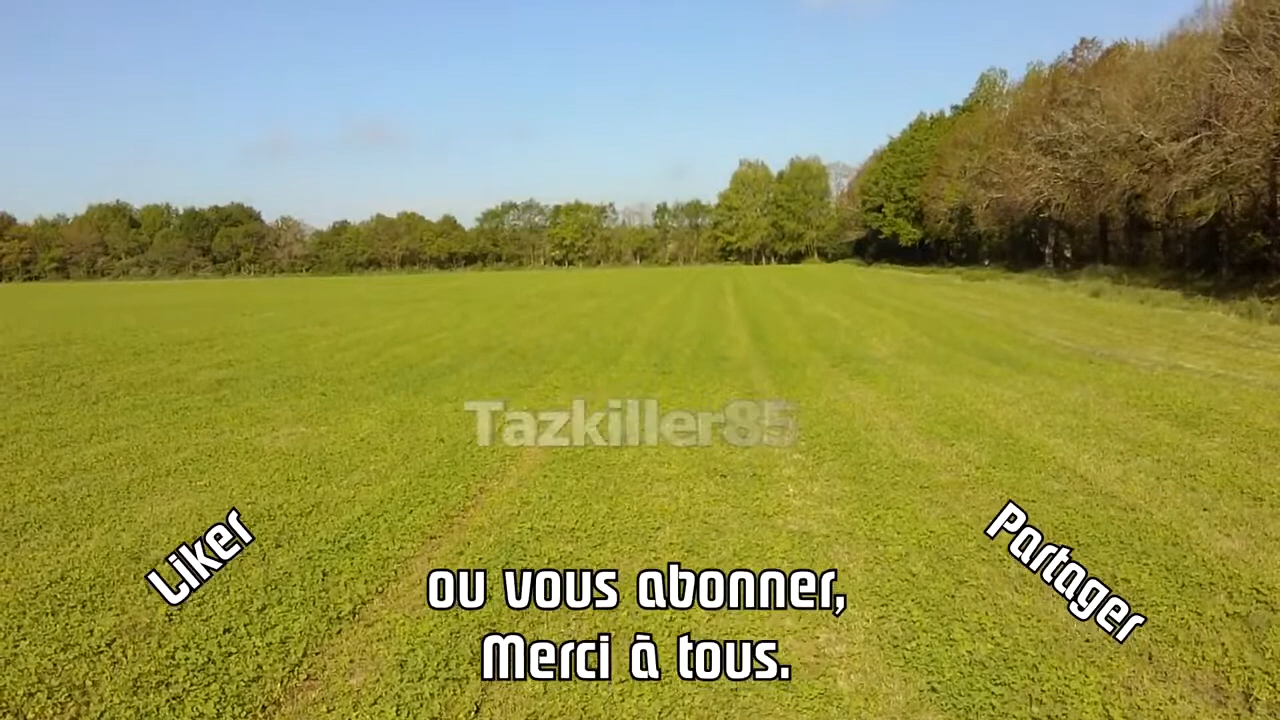 Tazkiller85
Liker
Partager
ou vous abonner,
Merci à tous.